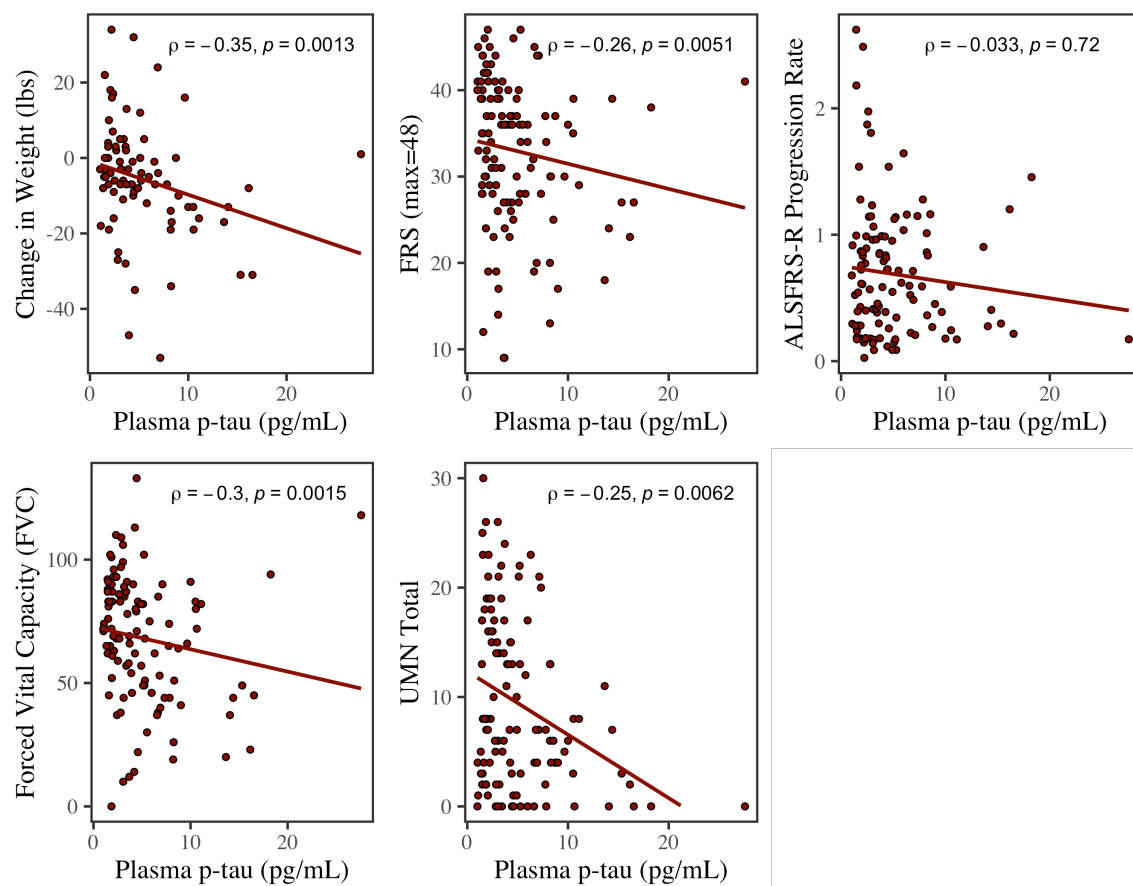 ρ = −0.35, p = 0.0013
Change in Weight (lbs)
20
0
-20
-40
0 10 20
Plasma p-tau (pg/mL)
ρ = −0.26, p = 0.0051
FRS (max=48)
40
30
20
10
0 10 20
Plasma p-tau (pg/mL)
ρ = −0.033, p = 0.72
ALSFRS-R Progression Rate
2
1
0
0 10 20
Plasma p-tau (pg/mL)
ρ = −0.3, p = 0.0015
Forced Vital Capacity (FVC)
100
50
0
0 10 20
Plasma p-tau (pg/mL)
ρ = −0.25, p = 0.0062
UMN Total
30
20
10
0
0 10 20
Plasma p-tau (pg/mL)